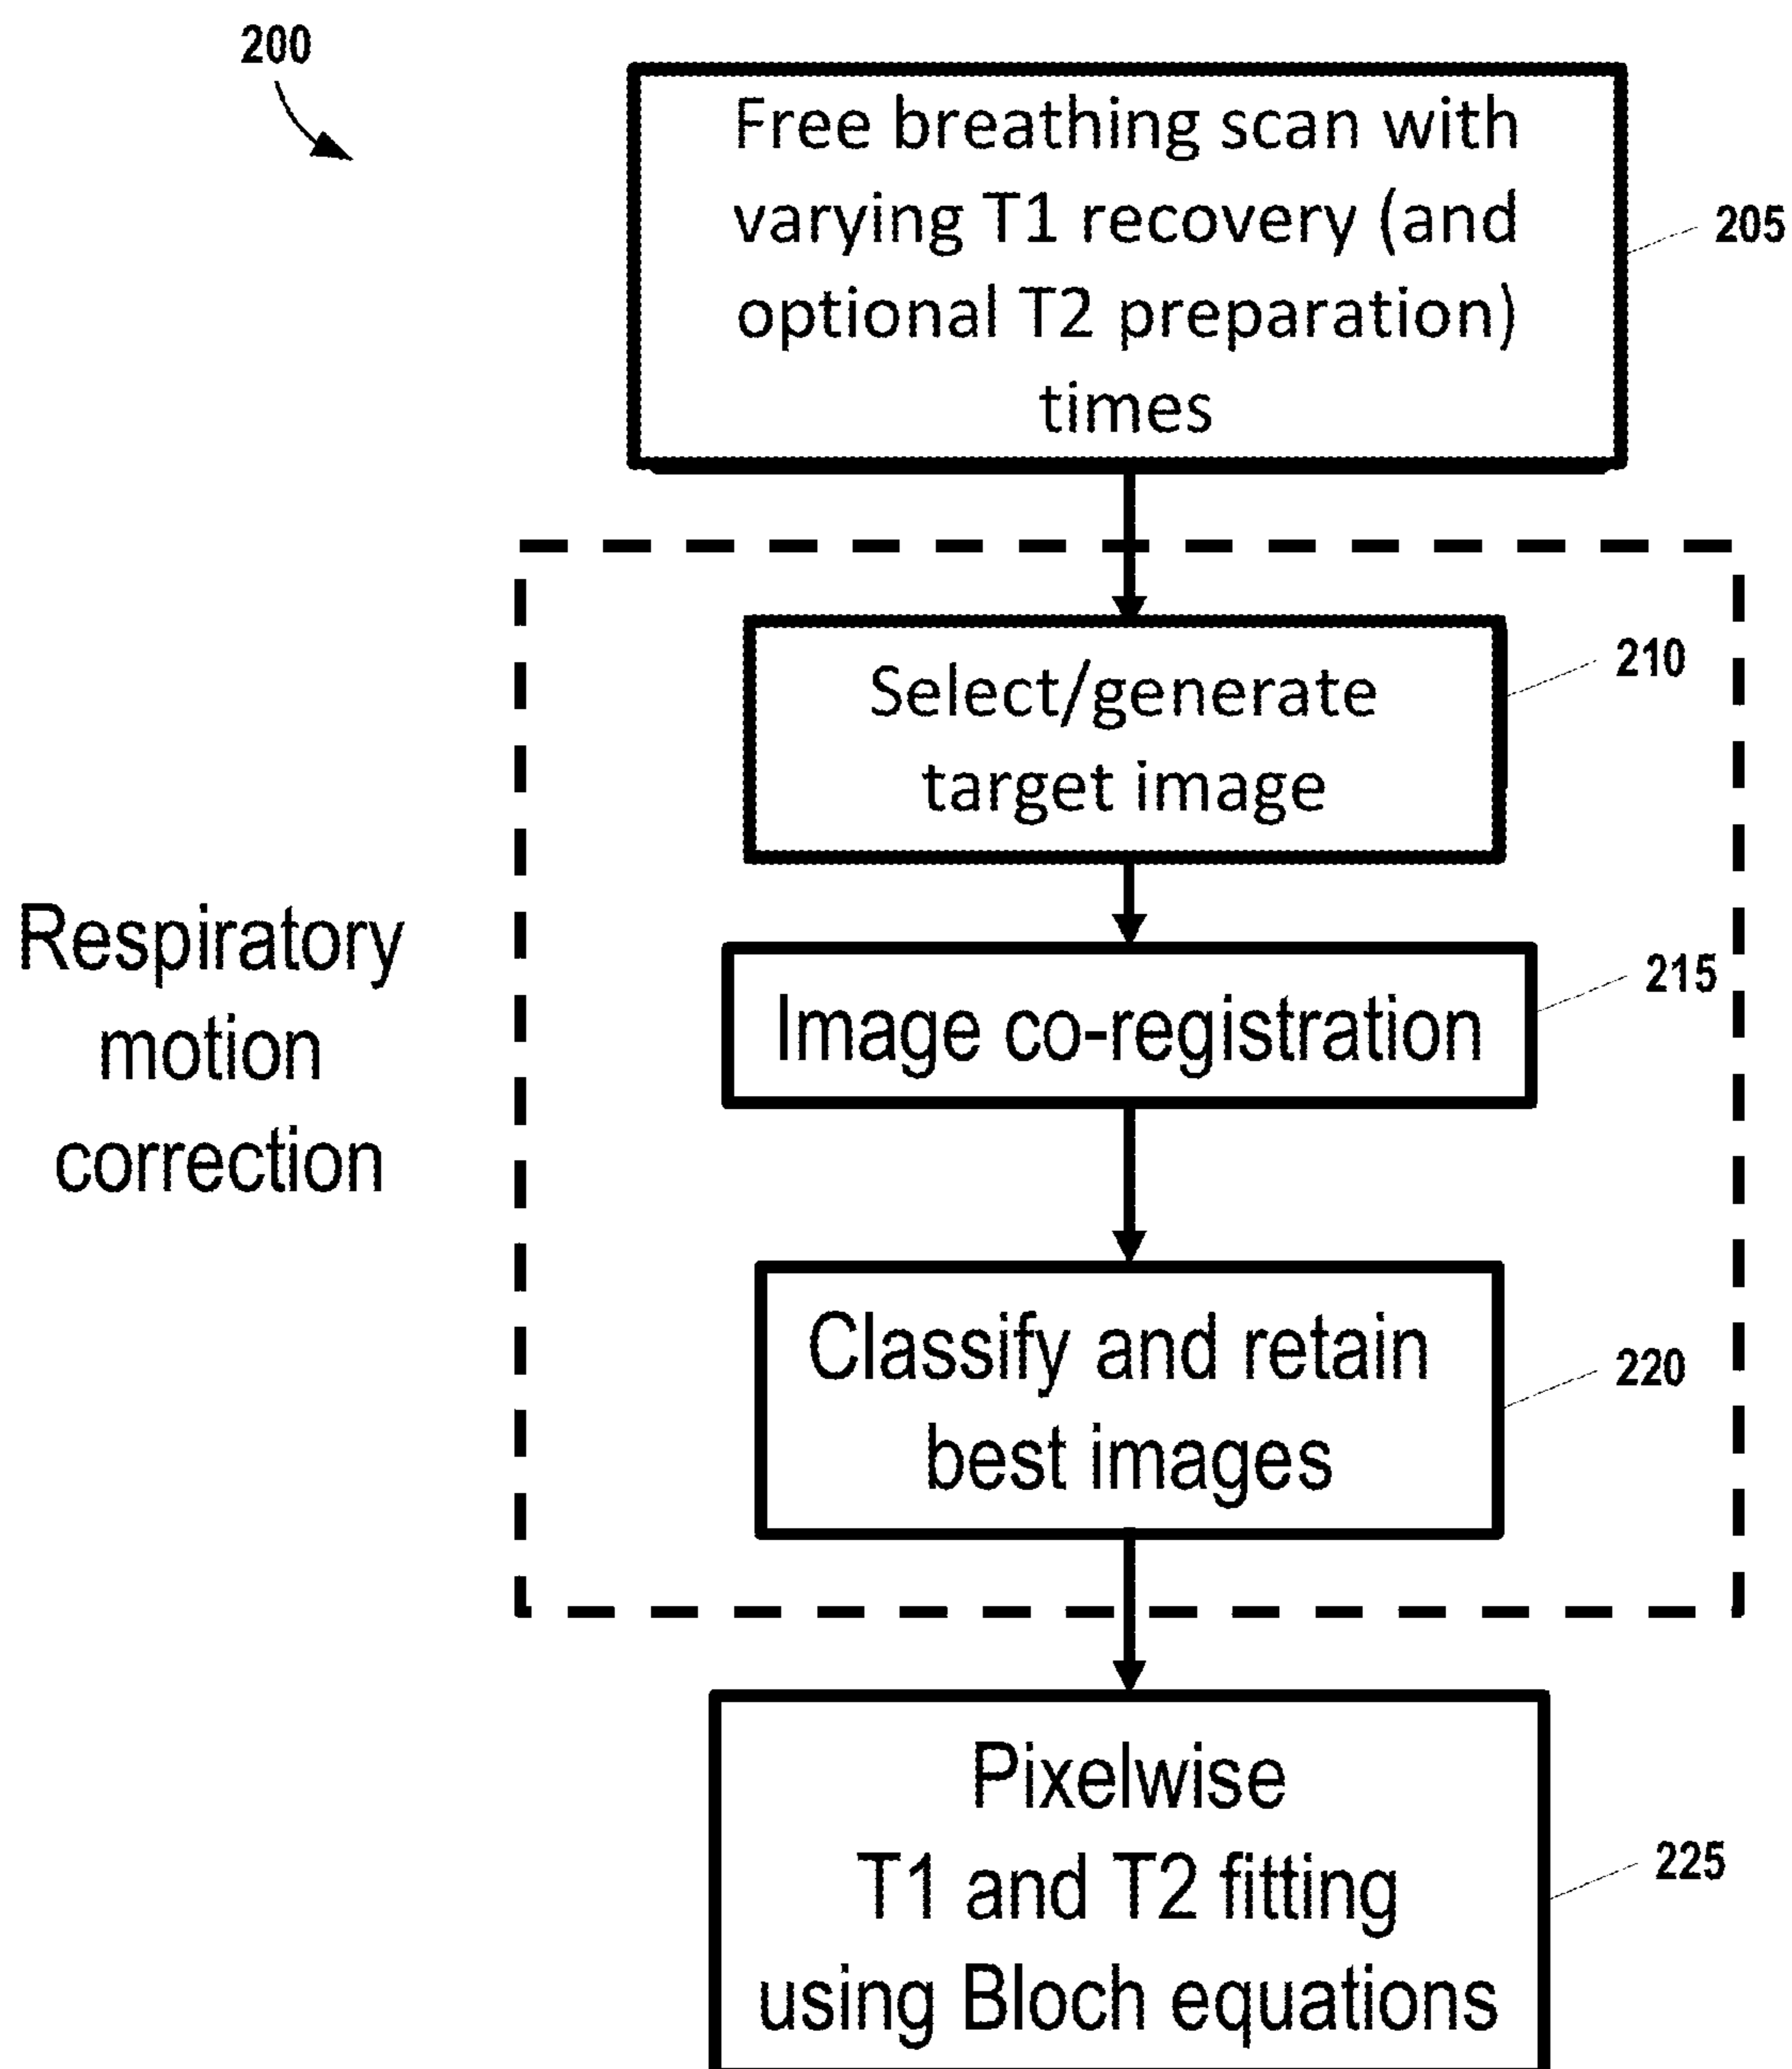 200
Free breathing scan with
varying T1 recovery (and
optional T2 preparation)
times
205
Select/generate
target image
210
Respiratory
motion
correction
Image co-registration
215
Classify and retain
best images
220
Pixelwise
T1 and T2 fitting
using Bloch equations
225